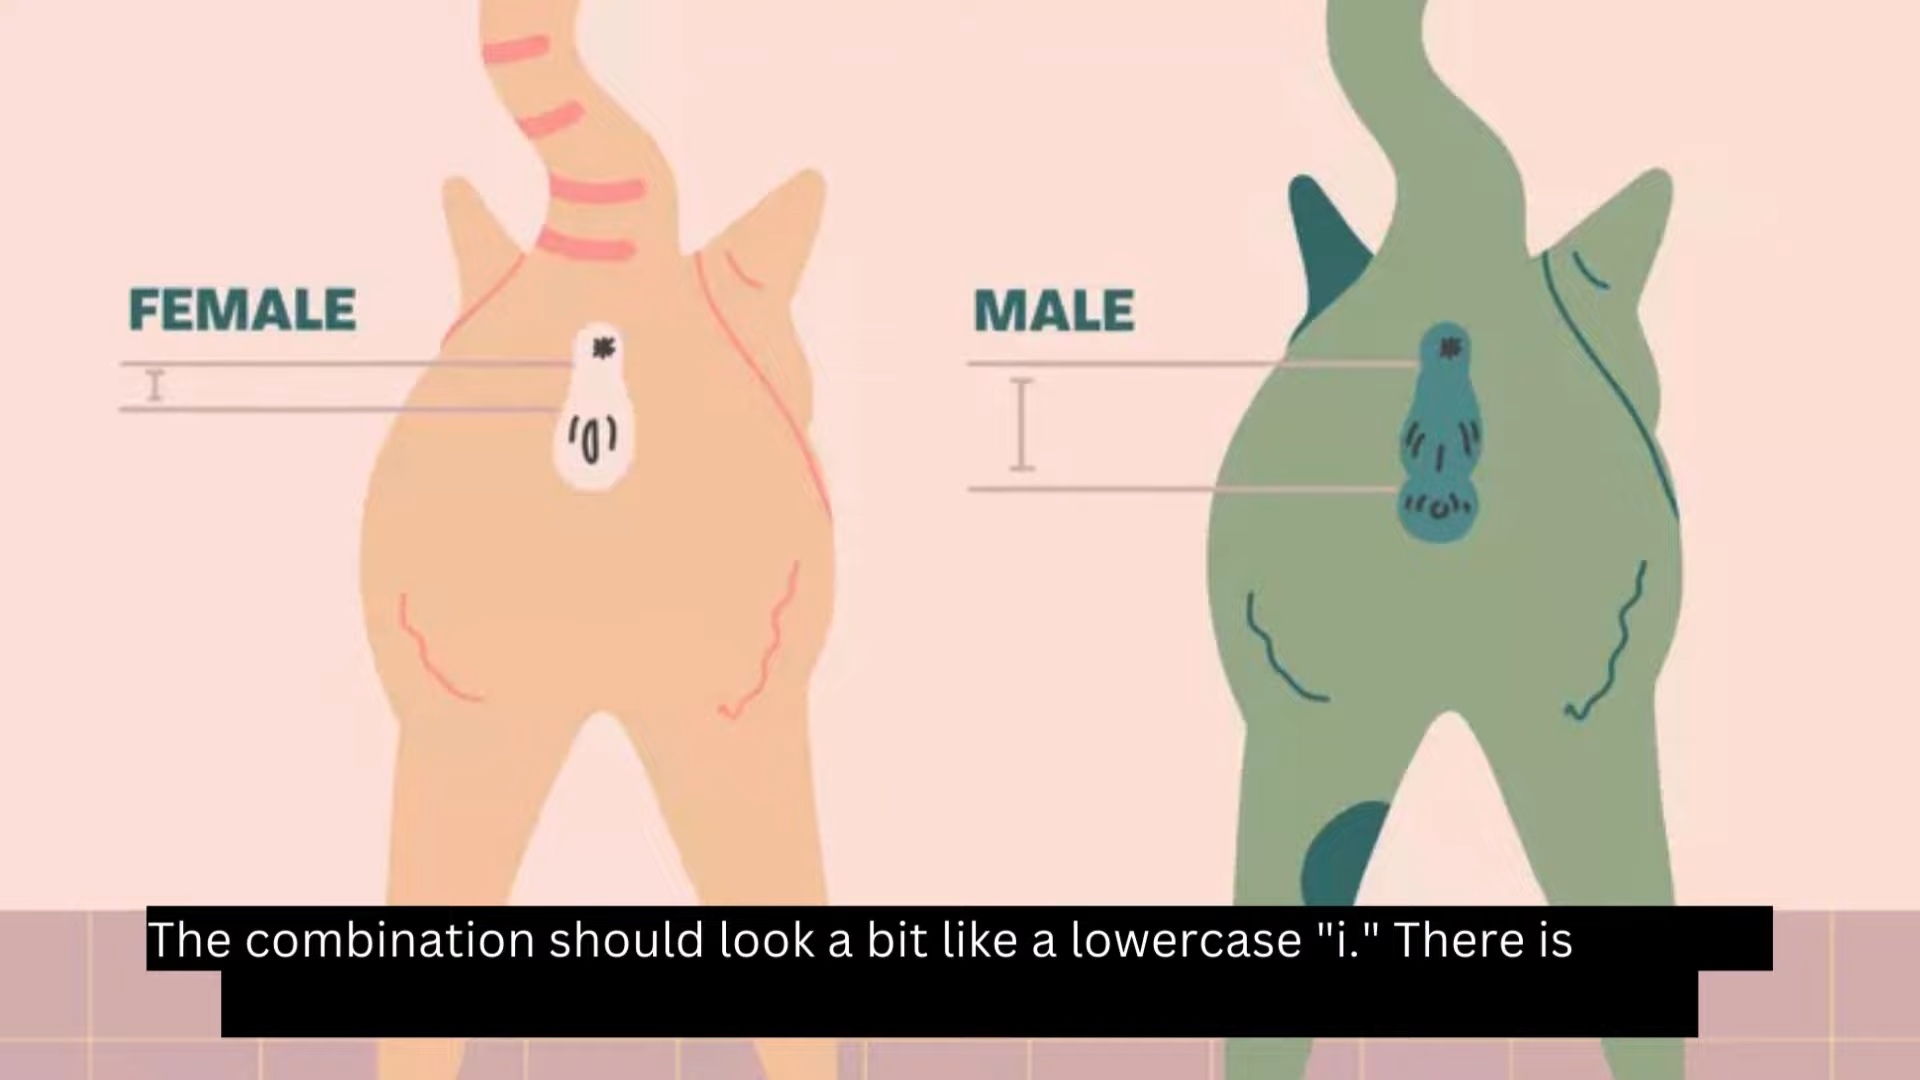 FEMALE
MALE
The combination should look a bit like a lowercase "i." There is